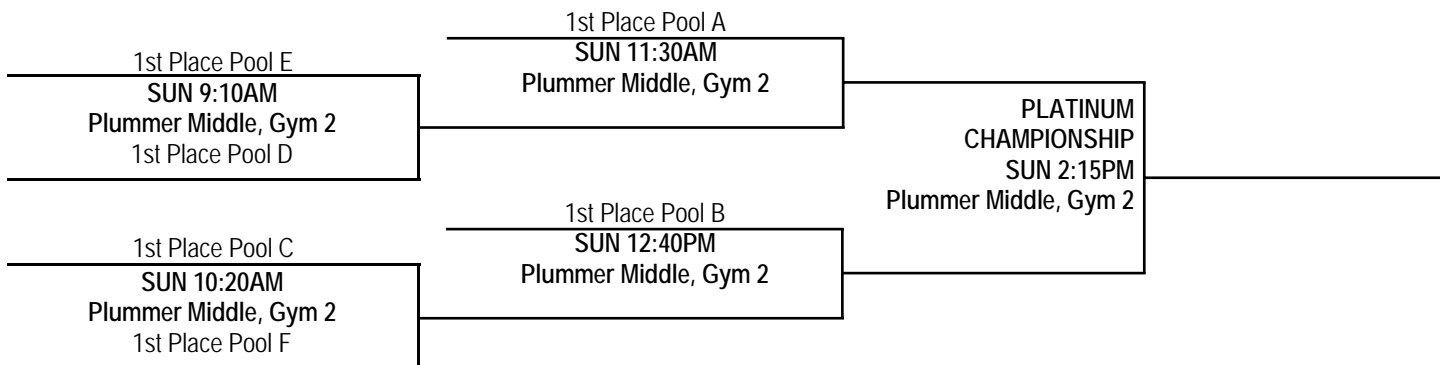 1st Place Pool A
SUN 11:30AM
Plummer Middle, Gym 2
1st Place Pool E
SUN 9:10AM
Plummer Middle, Gym 2
1st Place Pool D
PLATINUM
CHAMPIONSHIP
SUN 2:15PM
Plummer Middle, Gym 2
1st Place Pool B
SUN 12:40PM
Plummer Middle, Gym 2
1st Place Pool C
SUN 10:20AM
Plummer Middle, Gym 2
1st Place Pool F